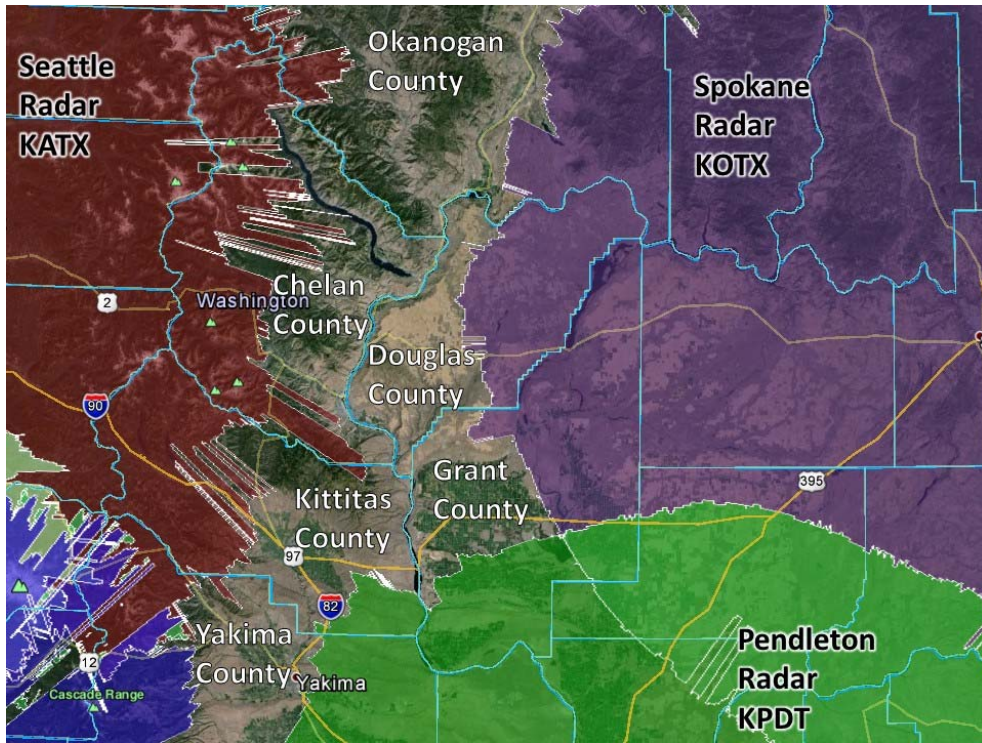 Okanogan
County
Seattle
Radar
KATX
Spokane
Radar
KOTX
2
Washington
Chelan
County
Douglas
County
90
Grant
County
395
Kittitas
County
97
82
Yakima
County
12
Yakima
Cascade Range
Pendleton
Radar
KPDT